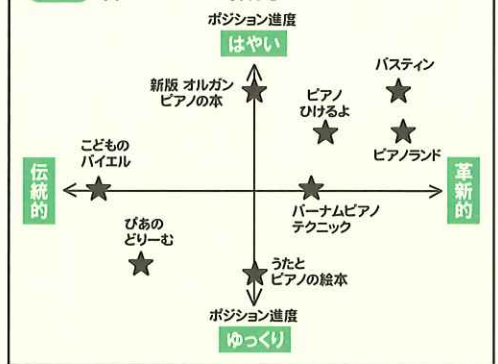 ポジション進度
はやい
バスティン
新版 オルガン
ピアノの本
ピアノ
ひけるよ
ピアノランド
こどもの
バイエル
伝統的
革新的
バーナムピアノ
テクニック
ぴあの
どりーむ
うたと
ピアノの絵本
ポジション進度
ゆっくり